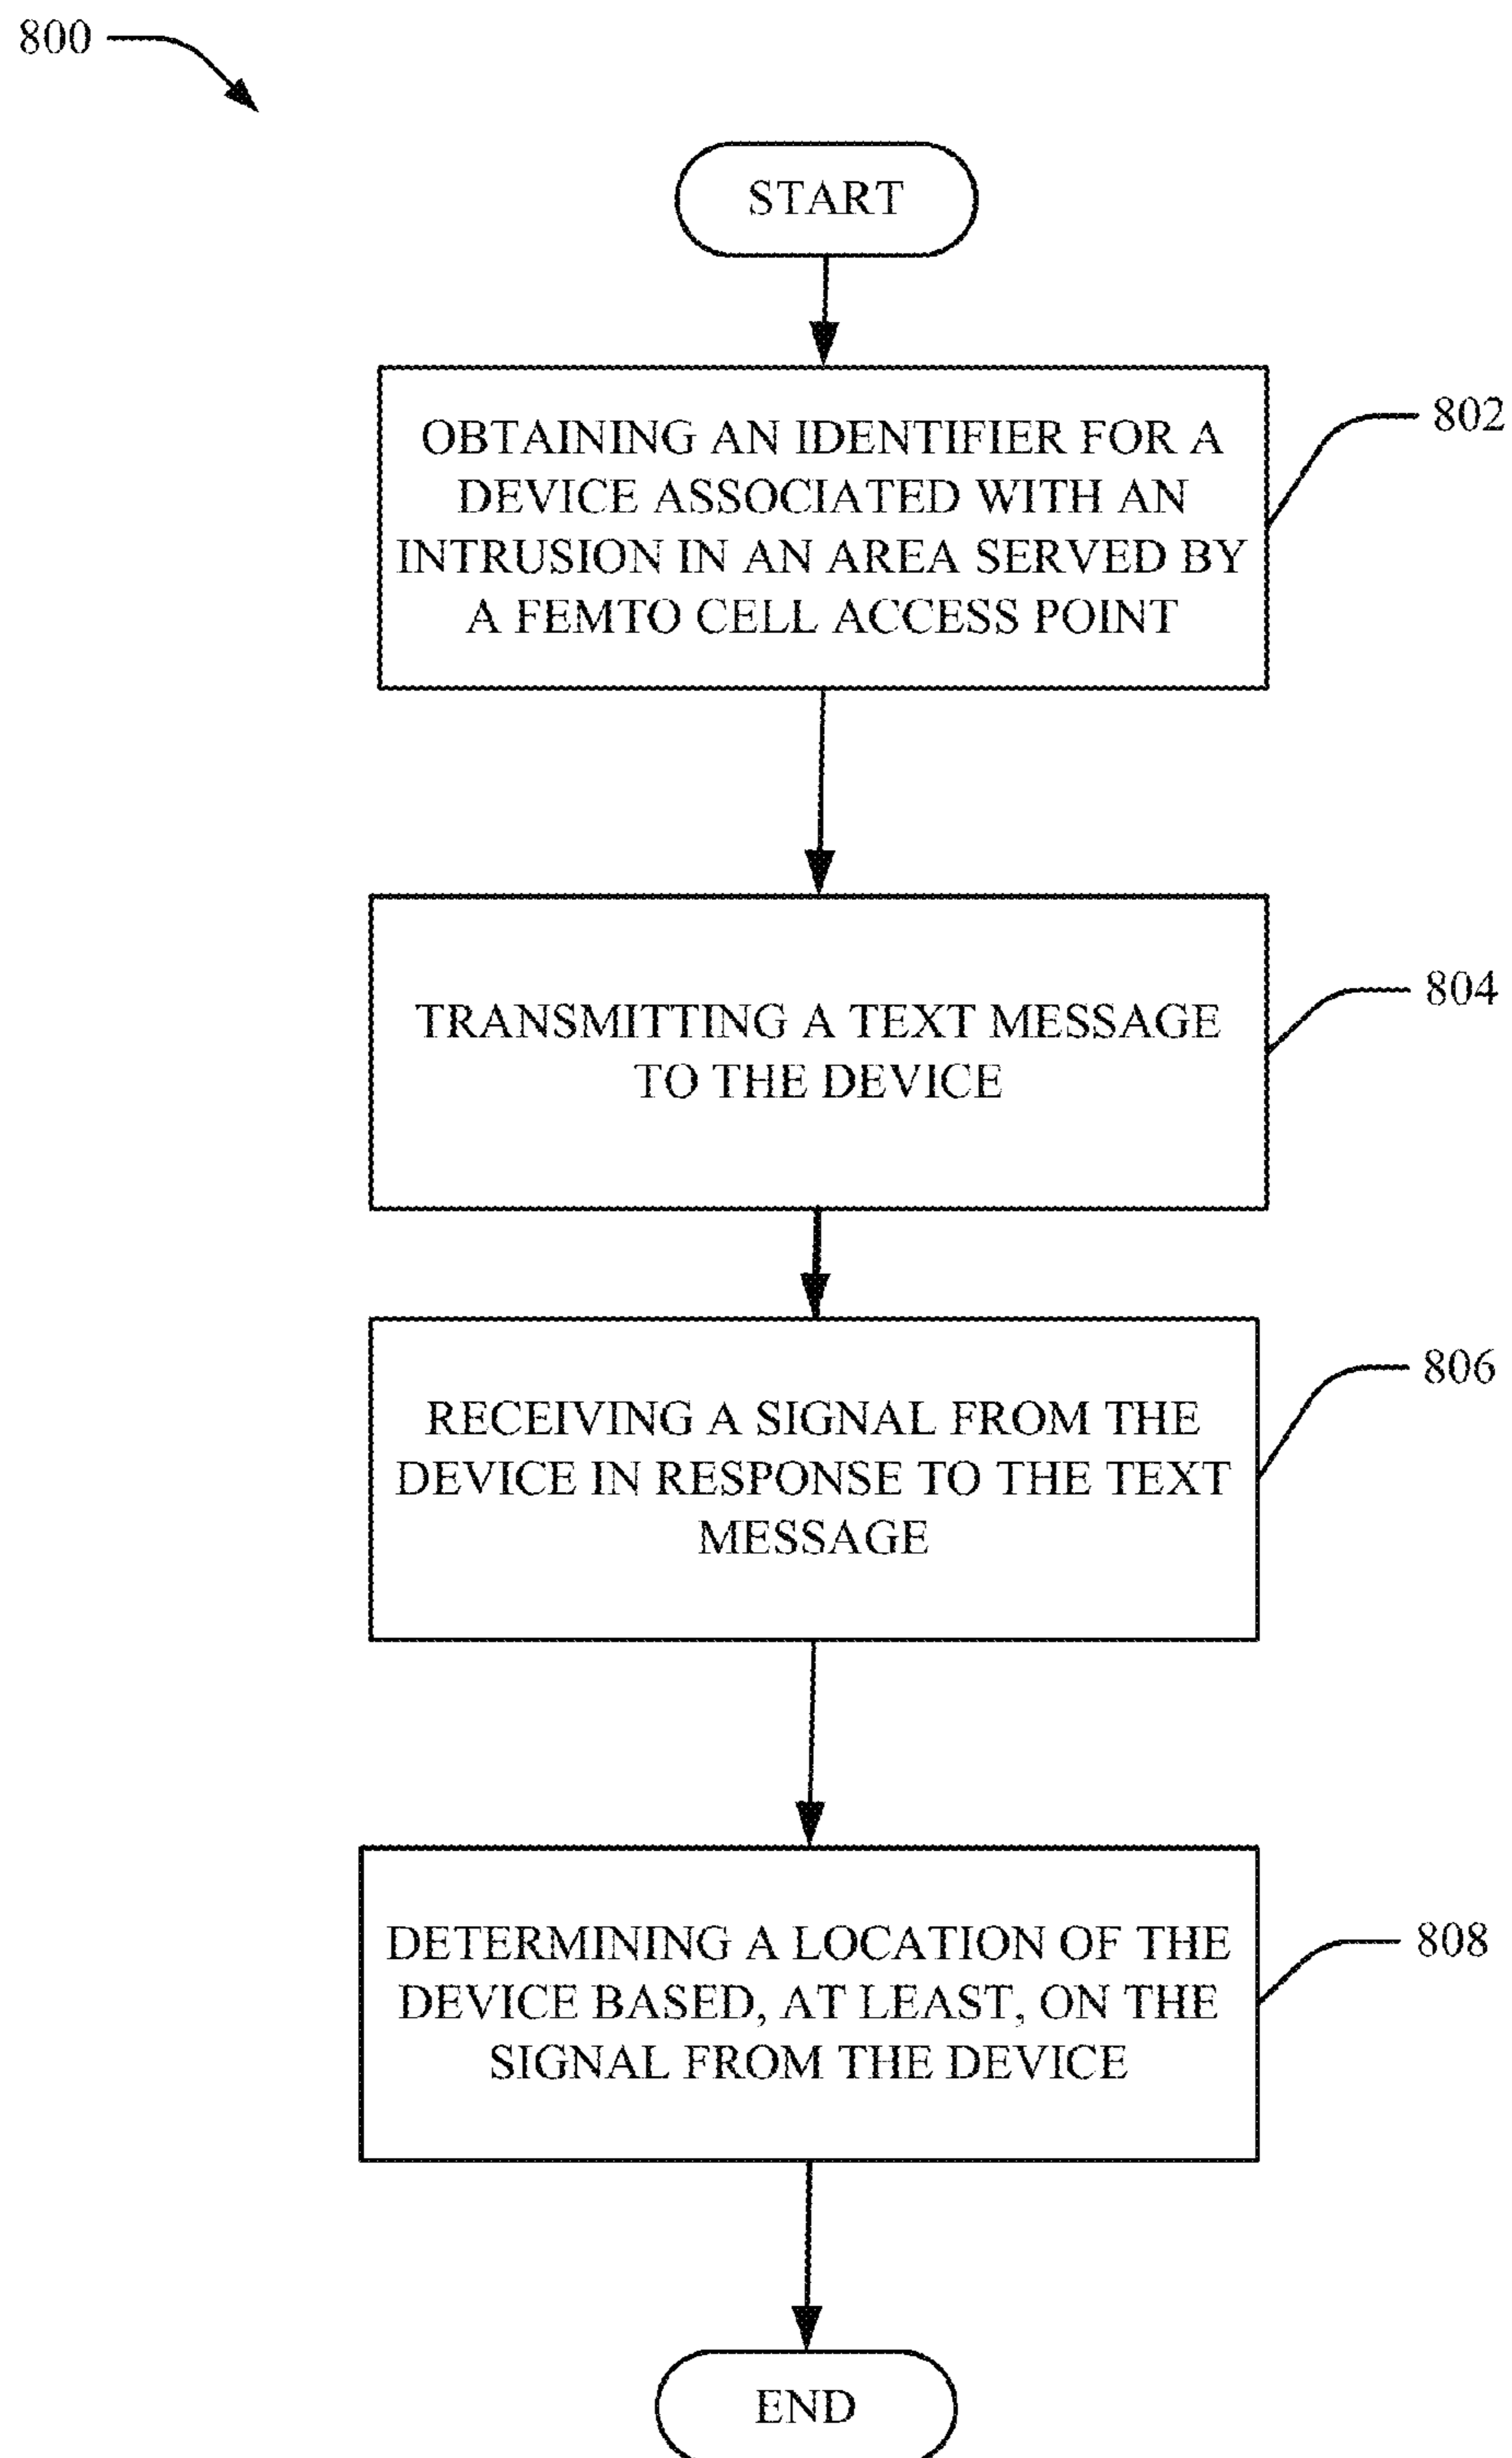 800
START
OBTAINING AN IDENTIFIER FOR A
DEVICE ASSOCIATED WITH AN
INTRUSION IN AN AREA SERVED BY
A FEMTO CELL ACCESS POINT
802
TRANSMITTING A TEXT MESSAGE
TO THE DEVICE
804
RECEIVING A SIGNAL FROM THE
DEVICE IN RESPONSE TO THE TEXT
MESSAGE
806
DETERMINING A LOCATION OF THE
DEVICE BASED, AT LEAST, ON THE
SIGNAL FROM THE DEVICE
808
END